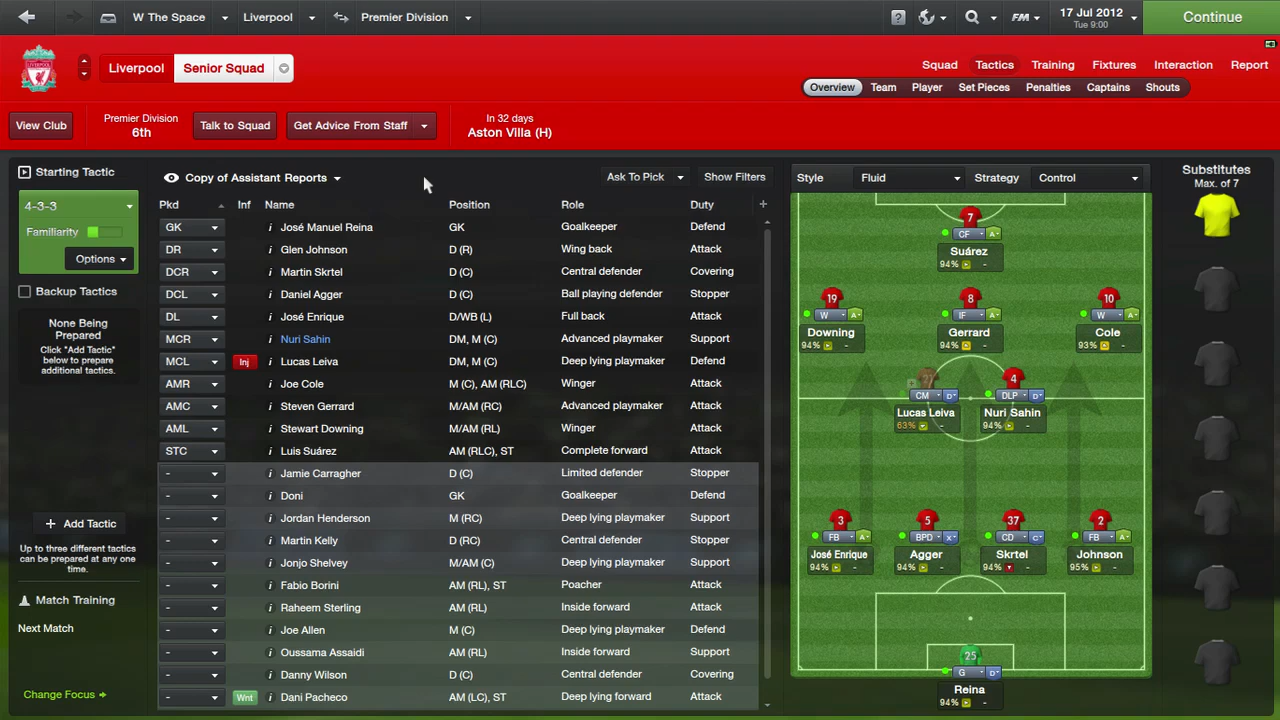 W The Space
Liverpool
Premier Division
?
FM
17 Jul 2012
Tue 9:00
Continue
LIVERPOOL
Liverpool
Senior Squad
Squad Tactics Training Fixtures Interaction Report
Overview Team Player Set Pieces Penalties Captains Shouts
View Club
Premier Division
6th
Talk to Squad
Get Advice From Staff
In 32 days
Aston Villa (H)
Starting Tactic
4-3-3
Familiarity
Options
Backup Tactics
None Being
Prepared
Click "Add Tactic"
below to prepare
additional tactics.
+ Add Tactic
Up to three different tactics
can be prepared at any one
time.
Match Training
Next Match
Change Focus
Copy of Assistant Reports
Ask To Pick
Show Filters
Pkd Inf Name Position Role Duty +
GK i José Manuel Reina GK Goalkeeper Defend
DR i Glen Johnson D (R) Wing back Attack
DCR i Martin Skrtel D (C) Central defender Covering
DCL i Daniel Agger D (C) Ball playing defender Stopper
DL i José Enrique D/WB (L) Full back Attack
MCR i Nuri Sahin DM, M (C) Advanced playmaker Support
MCL Inj i Lucas Leiva DM, M (C) Deep lying playmaker Defend
AMR i Joe Cole M (C), AM (RLC) Winger Attack
AMC i Steven Gerrard M/AM (RC) Advanced playmaker Attack
AML i Stewart Downing M/AM (RL) Winger Attack
STC i Luis Suárez AM (RLC), ST Complete forward Attack
- i Jamie Carragher D (C) Limited defender Stopper
- i Doni GK Goalkeeper Defend
- i Jordan Henderson M (RC) Deep lying playmaker Support
- i Martin Kelly D (RC) Central defender Defend
- i Jonjo Shelvey M/AM (C) Deep lying playmaker Support
- i Fabio Borini AM (RL), ST Poacher Attack
- i Raheem Sterling AM (RL) Inside forward Attack
- i Joe Allen M (C) Deep lying playmaker Defend
- i Oussama Assaidi AM (RL) Inside forward Support
- i Danny Wilson D (C) Central defender Covering
- Wnt i Dani Pacheco AM (LC), ST Deep lying forward Attack
Style Fluid Strategy Control
7
CF A
Suárez
94% -
19 8 10
W A IF A W A
Downing Gerrard Cole
94% - 94% - 93% -
4
CM D DLP D
Lucas Leiva Nuri Sahin
63% - 94% -
3 5 37 2
FB A BPD X CD C FB A
José Enrique Agger Skrtel Johnson
94% - 94% - 94% - 95% -
25
G D
Reina
94% -
Substitutes
Max. of 7